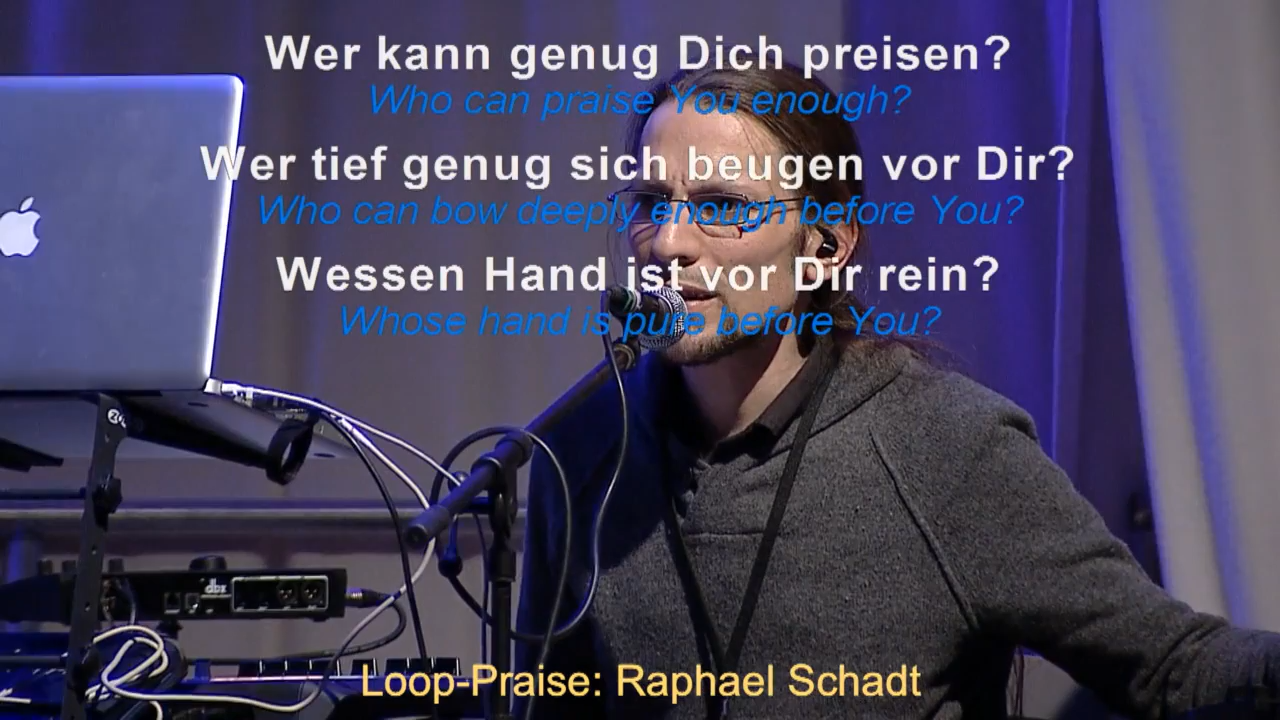 Wer kann genug Dich preisen?
Who can praise You enough?
Wer tief genug sich beugen vor Dir?
Who can bow deeply enough before You?
Wessen Hand ist vor Dir rein?
Whose hand is pure before You?
dbx
Loop-Praise: Raphael Schadt